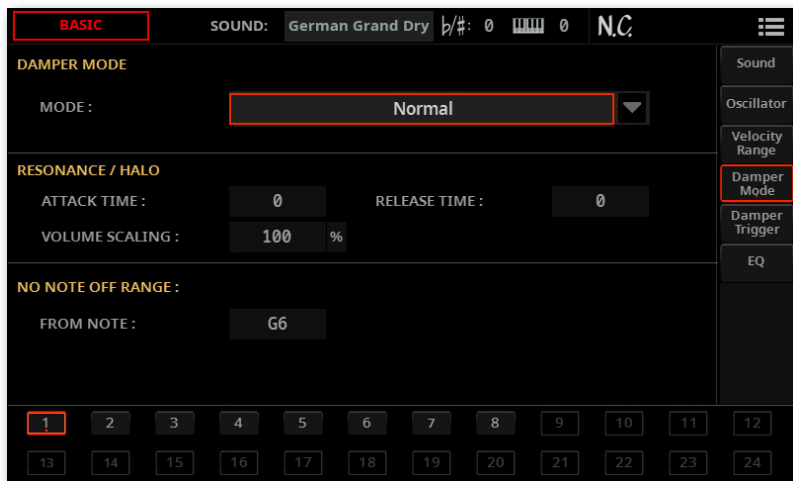 BASIC SOUND: German Grand Dry ♭/#: 0 0 N.C.
DAMPER MODE
MODE : Normal
RESONANCE / HALO
ATTACK TIME : 0 RELEASE TIME : 0
VOLUME SCALING : 100 %
NO NOTE OFF RANGE :
FROM NOTE : G6
Sound
Oscillator
Velocity
Range
Damper
Mode
Damper
Trigger
EQ
1 2 3 4 5 6 7 8 9 10 11 12
13 14 15 16 17 18 19 20 21 22 23 24